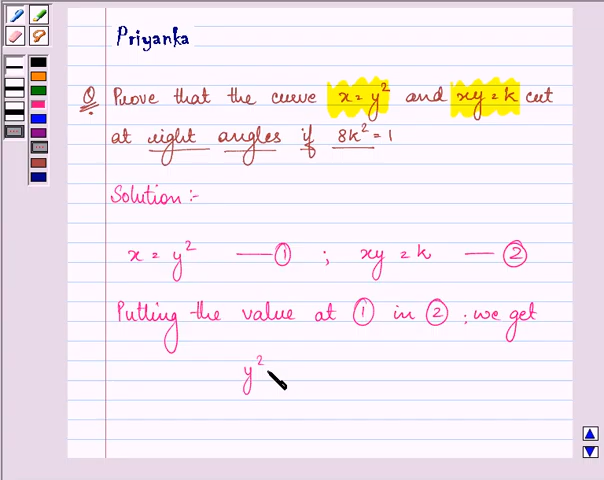 Priyanka
Q Prove that the curve x = y² and xy = k cut
at right angles if 8k² = 1
Solution :-
x = y² — ① ; xy = k — ②
Putting the value at ① in ② ; we get
y²